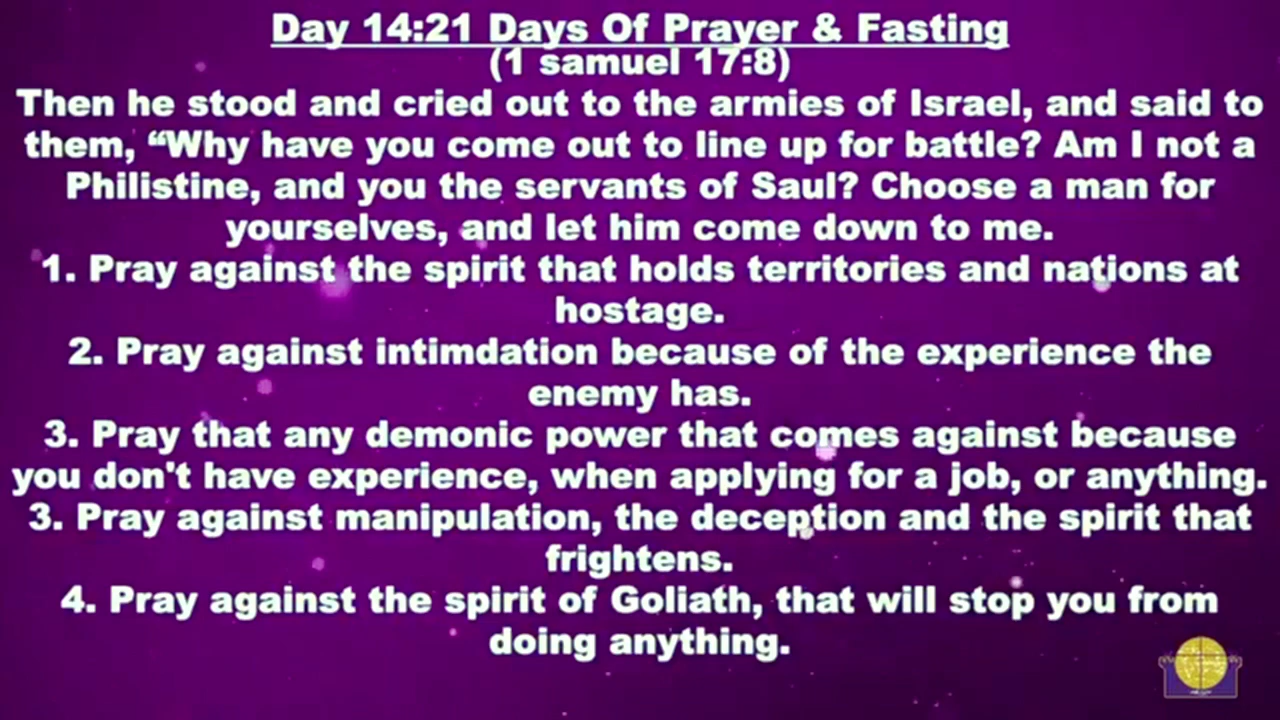 Day 14:21 Days Of Prayer & Fasting
(1 samuel 17:8)
Then he stood and cried out to the armies of Israel, and said to
them, “Why have you come out to line up for battle? Am I not a
Philistine, and you the servants of Saul? Choose a man for
yourselves, and let him come down to me.
1. Pray against the spirit that holds territories and nations at
hostage.
2. Pray against intimdation because of the experience the
enemy has.
3. Pray that any demonic power that comes against because
you don't have experience, when applying for a job, or anything.
3. Pray against manipulation, the deception and the spirit that
frightens.
4. Pray against the spirit of Goliath, that will stop you from
doing anything.